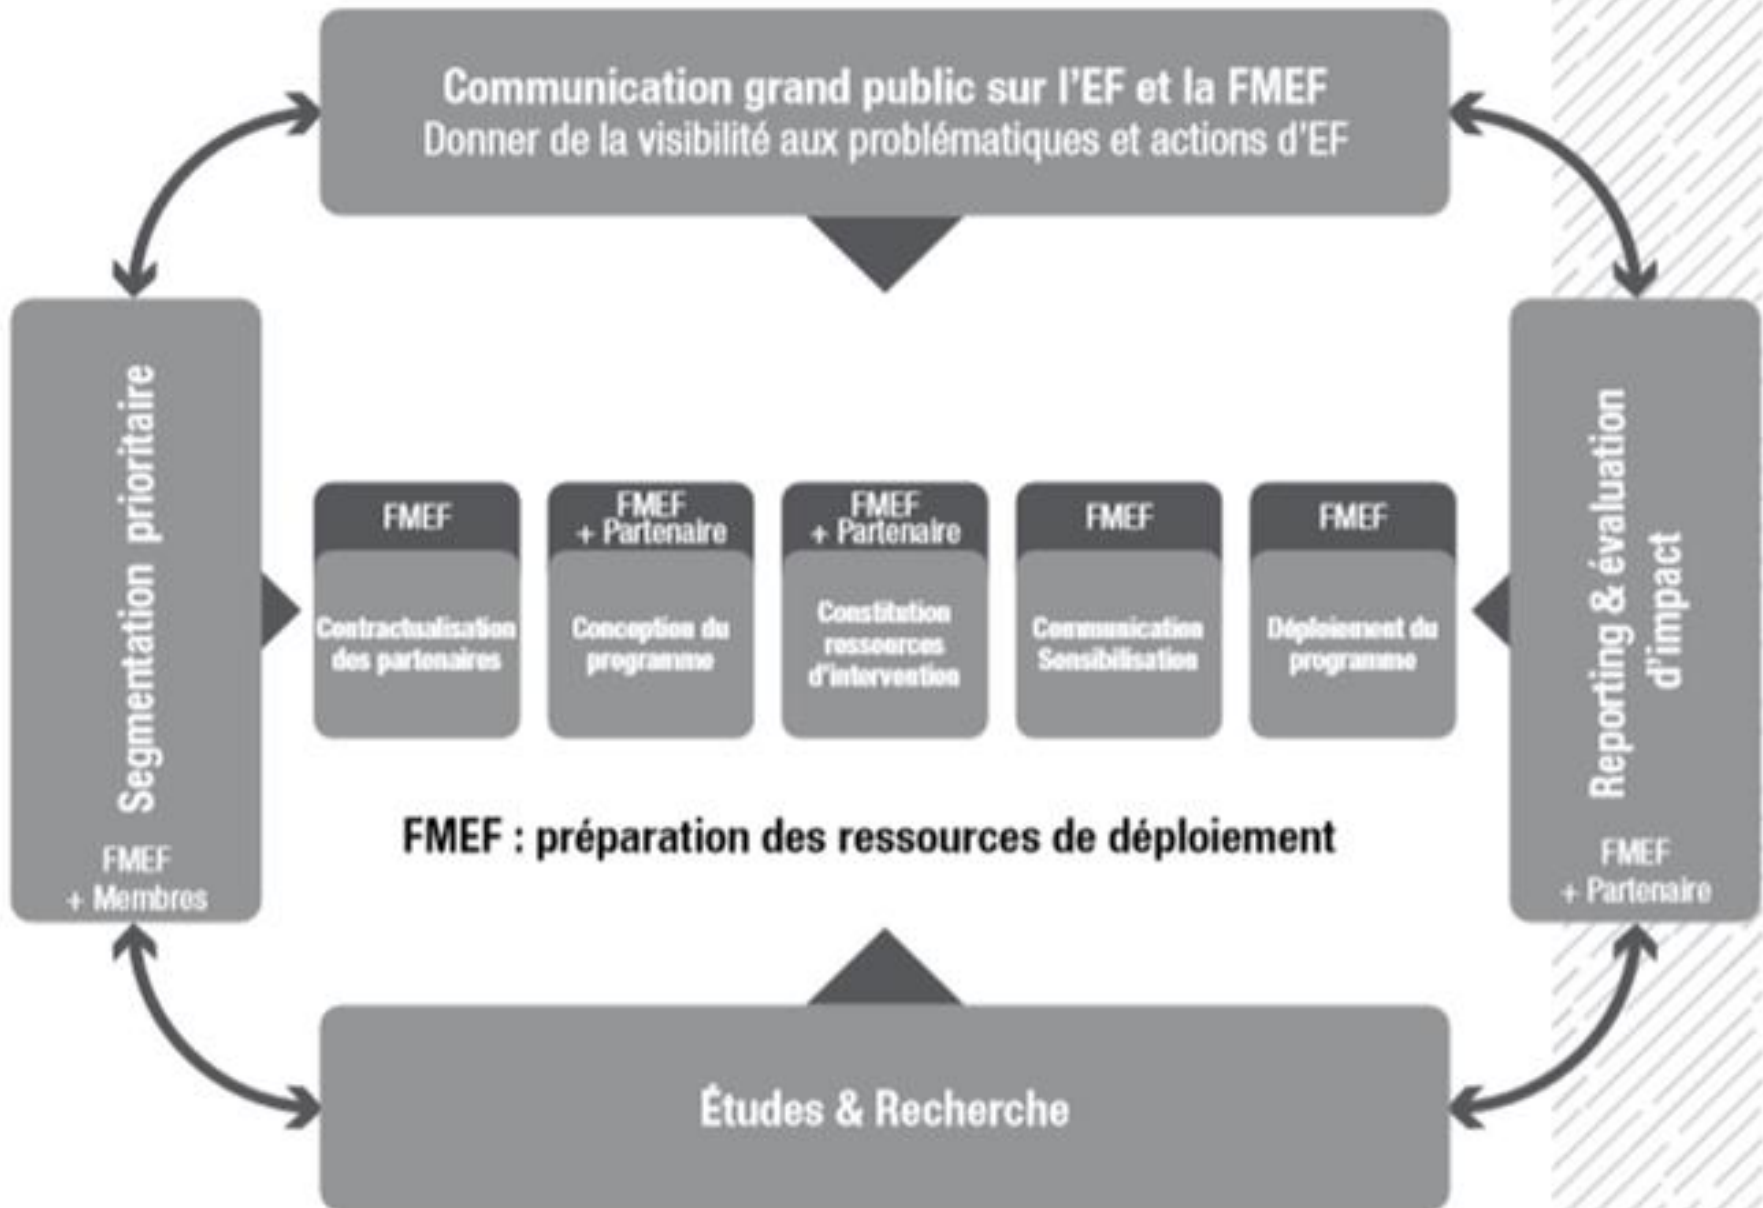 Communication grand public sur l'EF et la FMEF
Donner de la visibilité aux problématiques et actions d'EF
Segmentation prioritaire
FMEF
+ Membres
FMEF
Contractualisation
des partenaires
FMEF
+ Partenaire
Conception du
programme
FMEF
+ Partenaire
Constitution
ressources
d'intervention
FMEF
Communication
Sensibilisation
FMEF
Déploiement du
programme
Reporting & évaluation
d'impact
FMEF
+ Partenaire
FMEF : préparation des ressources de déploiement
Études & Recherche